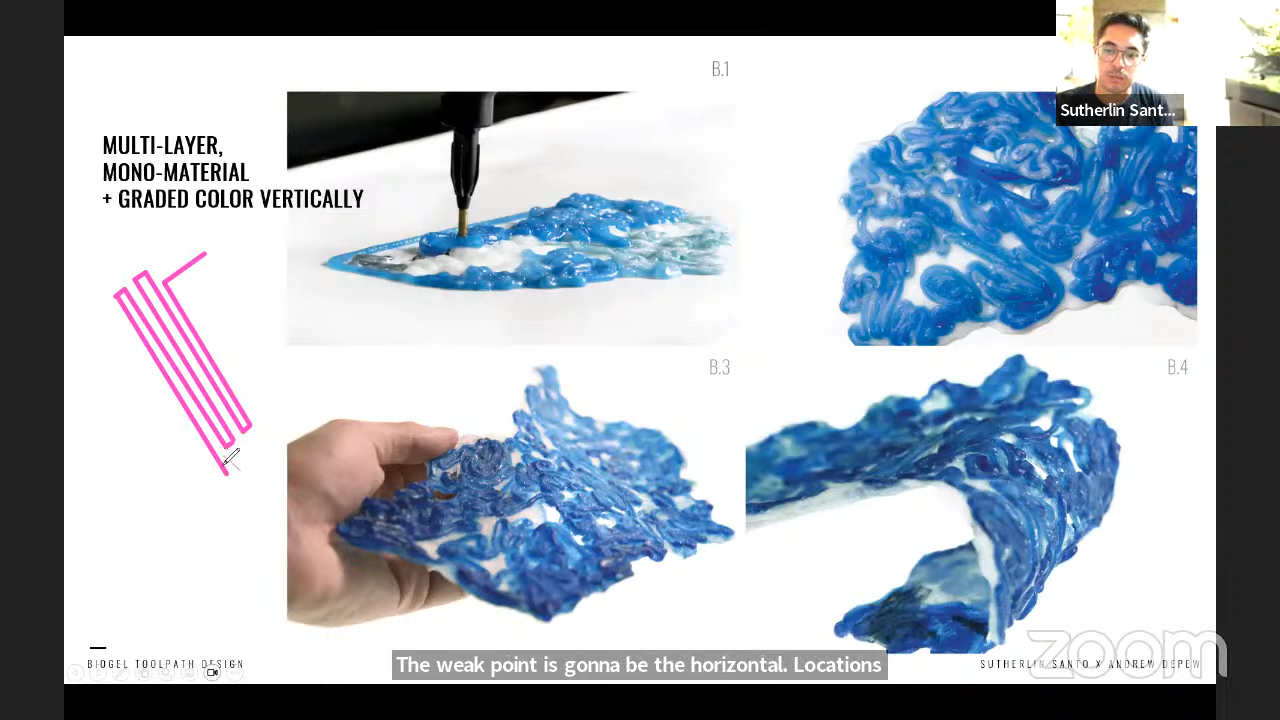 B.1
Sutherlin Sant...
MULTI-LAYER,
MONO-MATERIAL
+ GRADED COLOR VERTICALLY
B.3
B.4
The weak point is gonna be the horizontal. Locations
BIOGEL TOOLPATH DESIGN
SUTHERLIN SANTO X ANDREW DEPEW
zoom